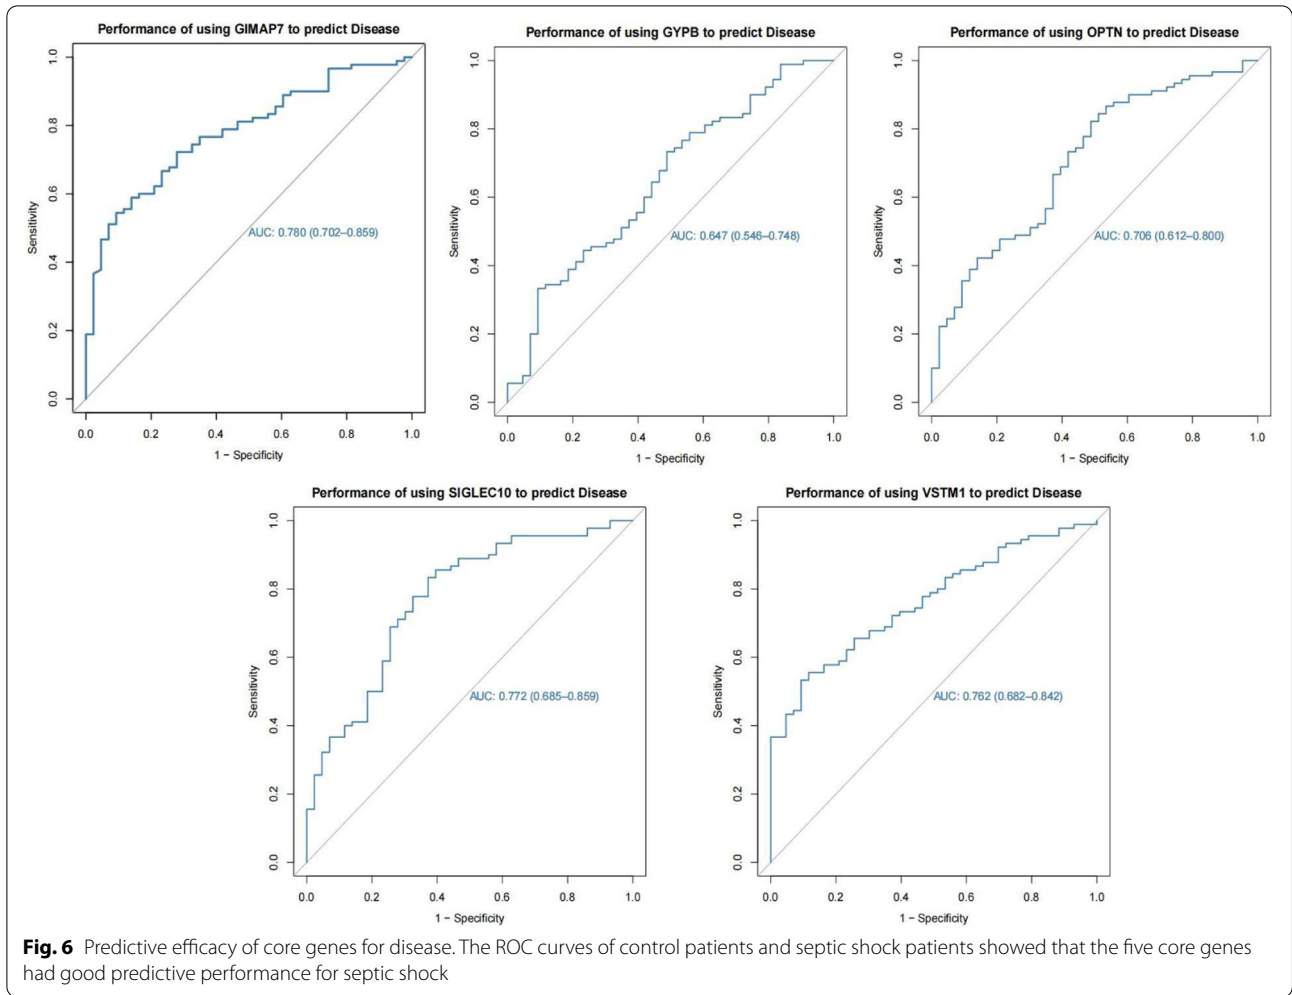 Performance of using GIMAP7 to predict Disease
Sensitivity
0.0 0.2 0.4 0.6 0.8 1.0
AUC: 0.780 (0.702–0.859)
0.0 0.2 0.4 0.6 0.8 1.0
1 − Specificity
Performance of using GYPB to predict Disease
Sensitivity
0.0 0.2 0.4 0.6 0.8 1.0
AUC: 0.647 (0.546–0.748)
0.0 0.2 0.4 0.6 0.8 1.0
1 − Specificity
Performance of using OPTN to predict Disease
Sensitivity
0.0 0.2 0.4 0.6 0.8 1.0
AUC: 0.706 (0.612–0.800)
0.0 0.2 0.4 0.6 0.8 1.0
1 − Specificity
Performance of using SIGLEC10 to predict Disease
Sensitivity
0.0 0.2 0.4 0.6 0.8 1.0
AUC: 0.772 (0.685–0.859)
0.0 0.2 0.4 0.6 0.8 1.0
1 − Specificity
Performance of using VSTM1 to predict Disease
Sensitivity
0.0 0.2 0.4 0.6 0.8 1.0
AUC: 0.762 (0.682–0.842)
0.0 0.2 0.4 0.6 0.8 1.0
1 − Specificity
Fig. 6 Predictive efficacy of core genes for disease. The ROC curves of control patients and septic shock patients showed that the five core genes
had good predictive performance for septic shock